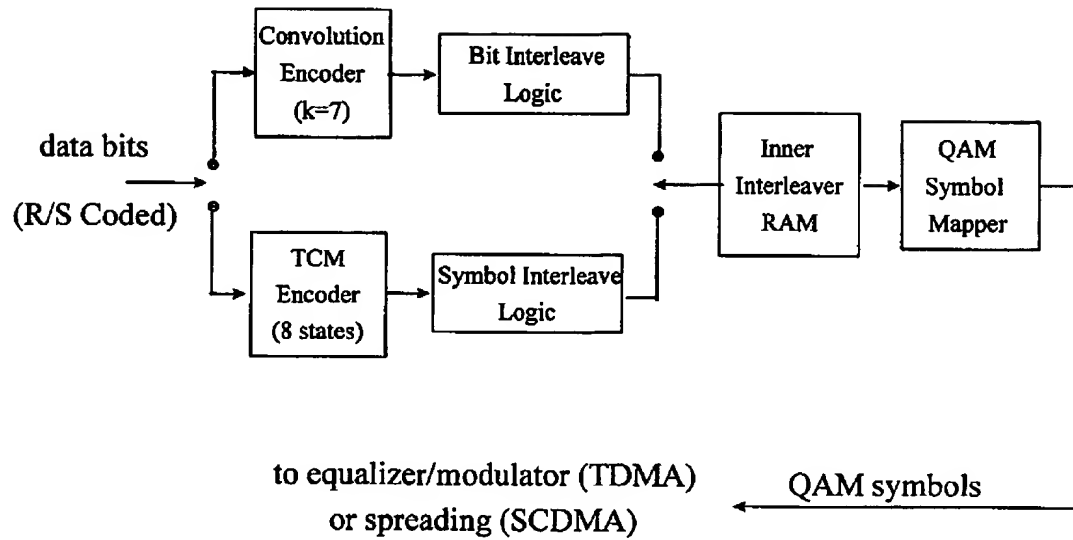 data bits
(R/S Coded)
Convolution
Encoder
(k=7)
Bit Interleave
Logic
TCM
Encoder
(8 states)
Symbol Interleave
Logic
Inner
Interleaver
RAM
QAM
Symbol
Mapper
to equalizer/modulator (TDMA)
or spreading (SCDMA)
QAM symbols